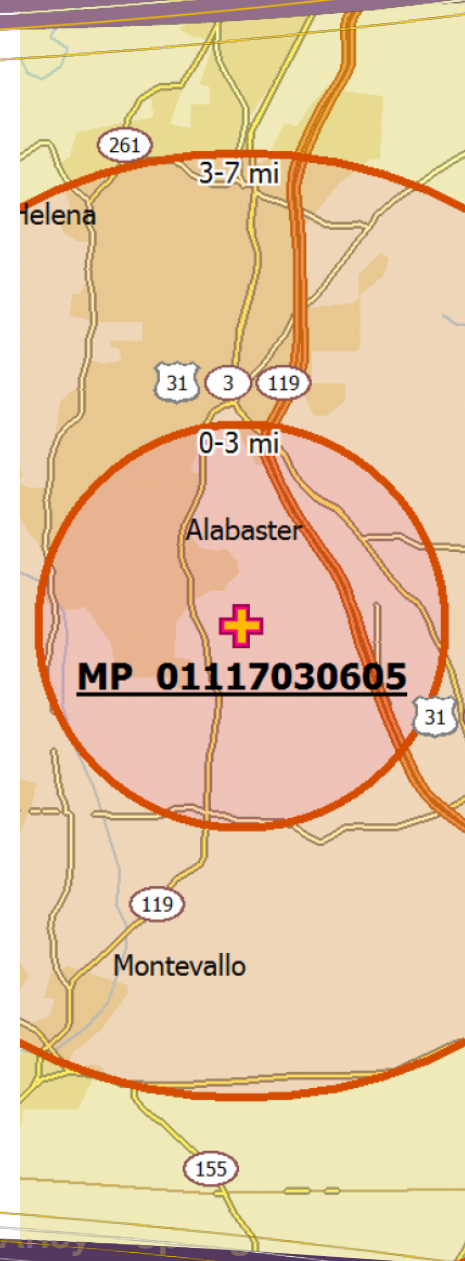 261
3-7 mi
Helena
31 3 119
0-3 mi
Alabaster
MP 01117030605
31
119
Montevallo
155